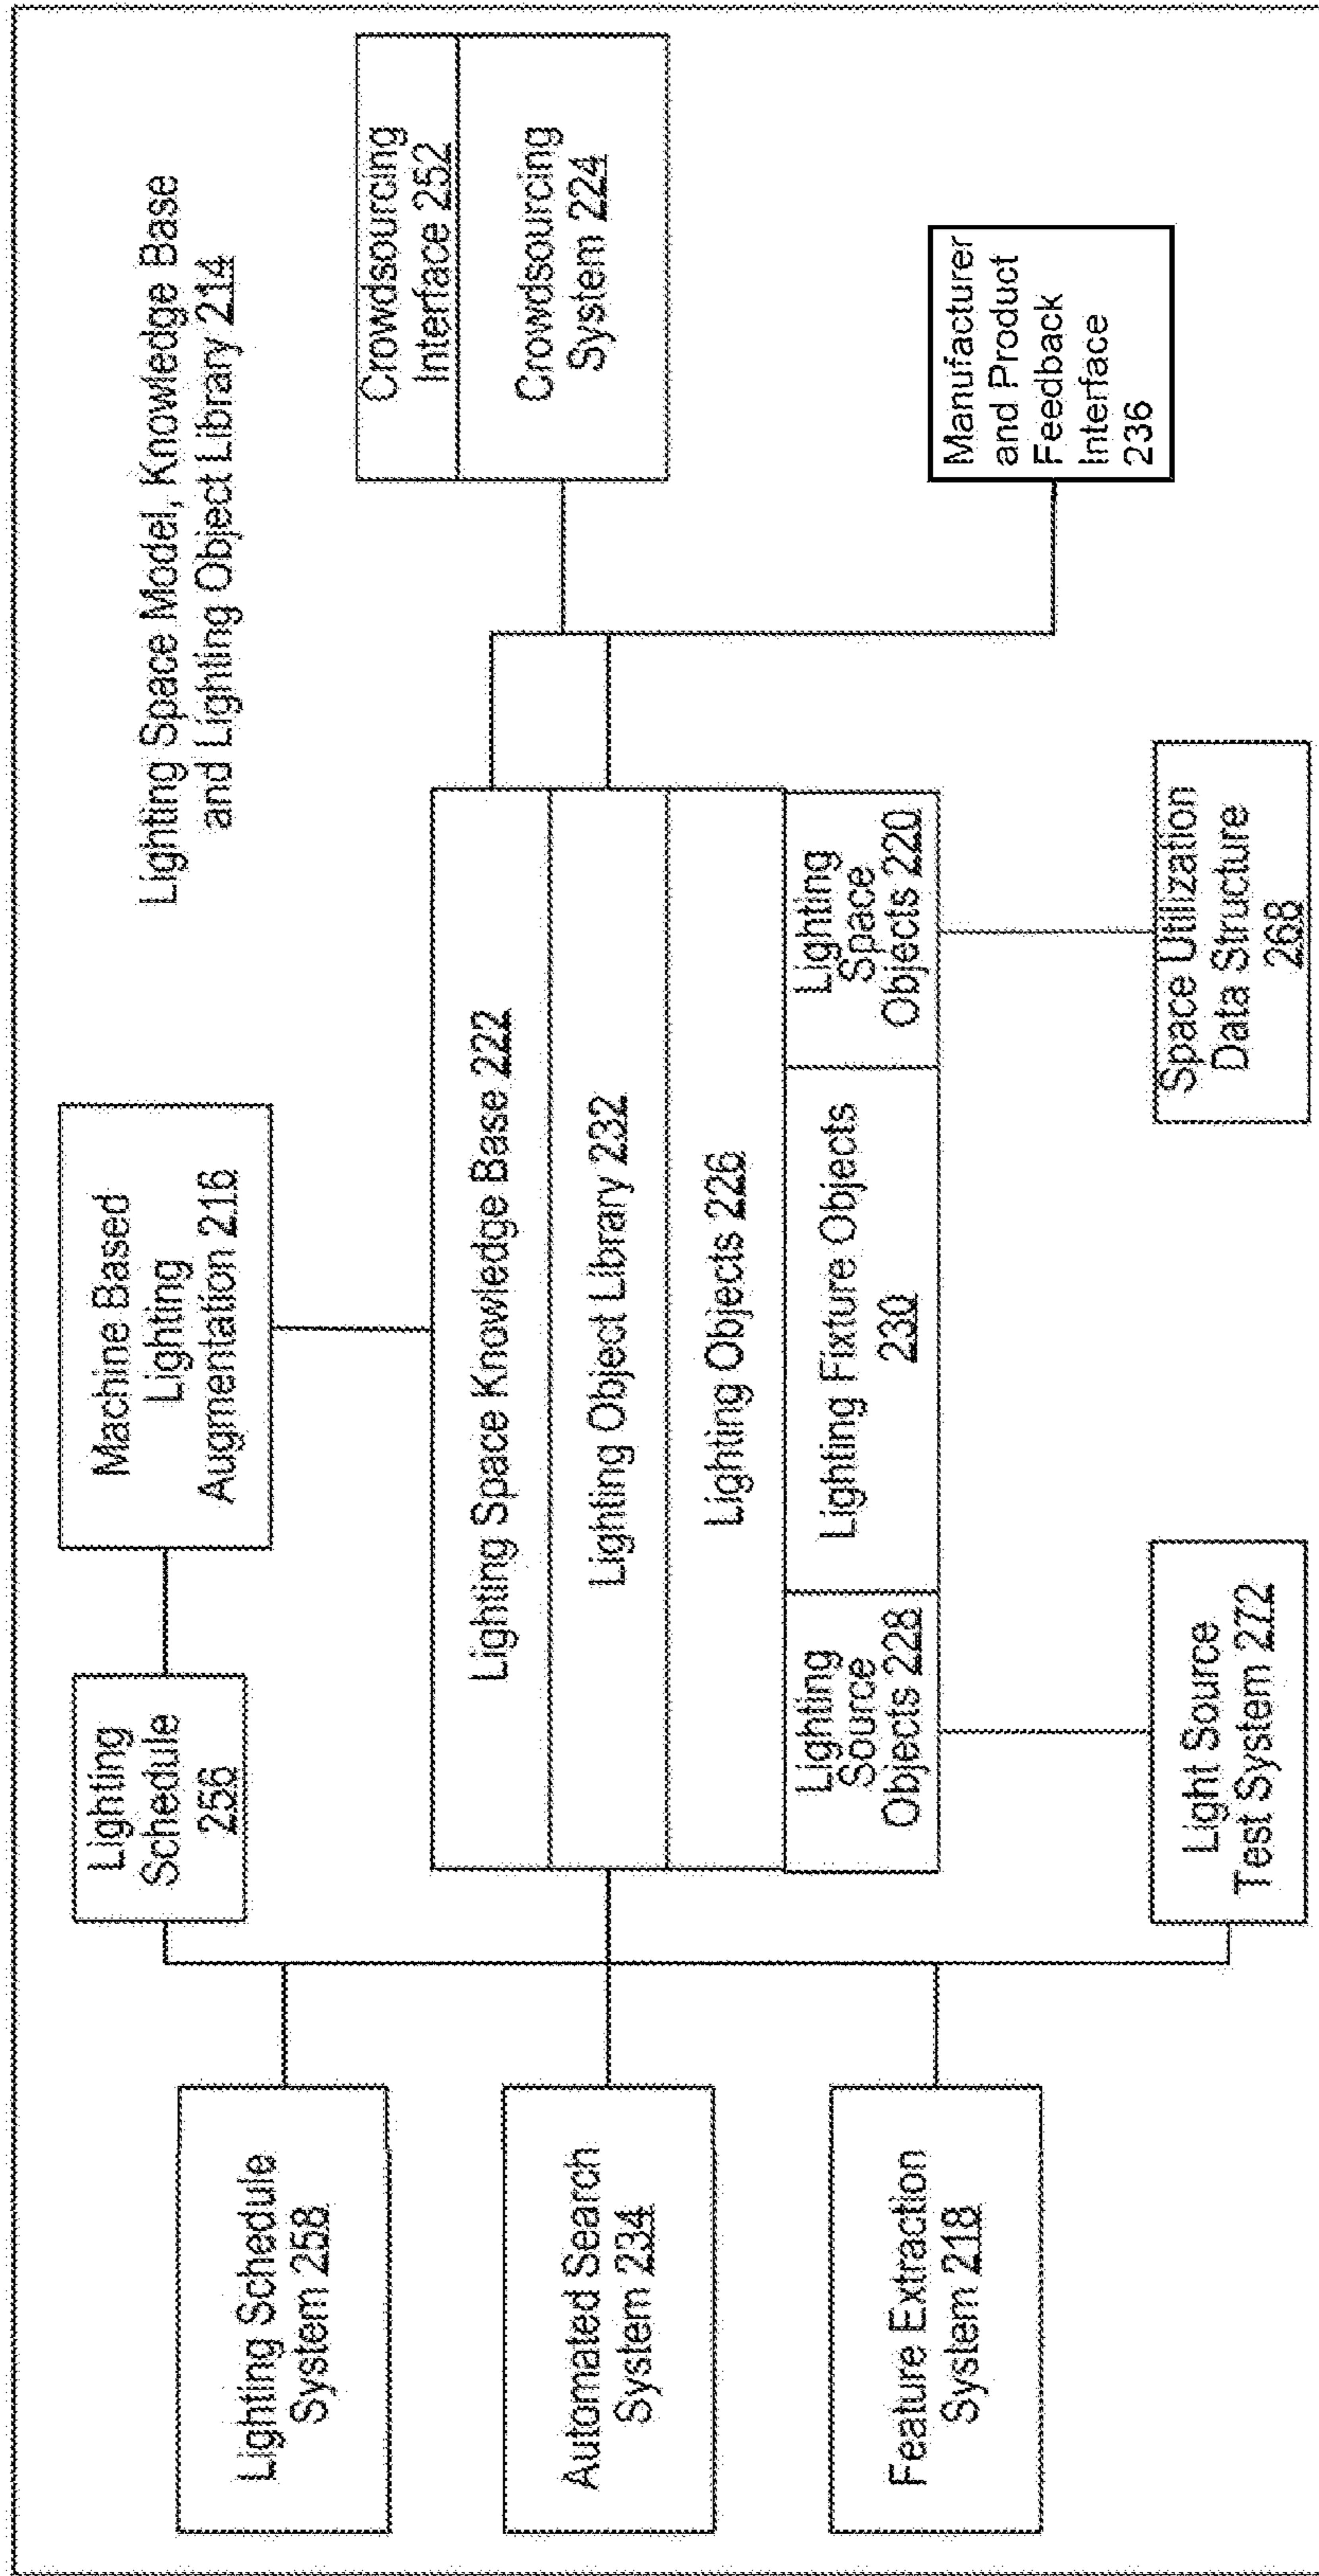 Lighting Space Model, Knowledge Base
and Lighting Object Library 214
Machine Based
Lighting
Augmentation 216
Lighting
Schedule
256
Lighting Schedule
System 258
Automated Search
System 234
Feature Extraction
System 218
Lighting Space Knowledge Base 222
Lighting Object Library 232
Lighting Objects 226
Lighting
Source
Objects 228
Lighting Fixture Objects
230
Lighting
Space
Objects 220
Light Source
Test System 272
Space Utilization
Data Structure
268
Crowdsourcing
Interface 252
Crowdsourcing
System 224
Manufacturer
and Product
Feedback
Interface
236